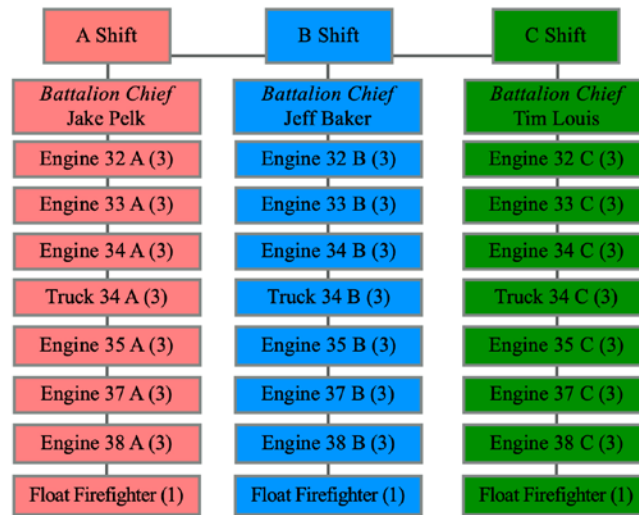 A Shift
B Shift
C Shift
Battalion Chief
Jake Pelk
Battalion Chief
Jeff Baker
Battalion Chief
Tim Louis
Engine 32 A (3)
Engine 32 B (3)
Engine 32 C (3)
Engine 33 A (3)
Engine 33 B (3)
Engine 33 C (3)
Engine 34 A (3)
Engine 34 B (3)
Engine 34 C (3)
Truck 34 A (3)
Truck 34 B (3)
Truck 34 C (3)
Engine 35 A (3)
Engine 35 B (3)
Engine 35 C (3)
Engine 37 A (3)
Engine 37 B (3)
Engine 37 C (3)
Engine 38 A (3)
Engine 38 B (3)
Engine 38 C (3)
Float Firefighter (1)
Float Firefighter (1)
Float Firefighter (1)